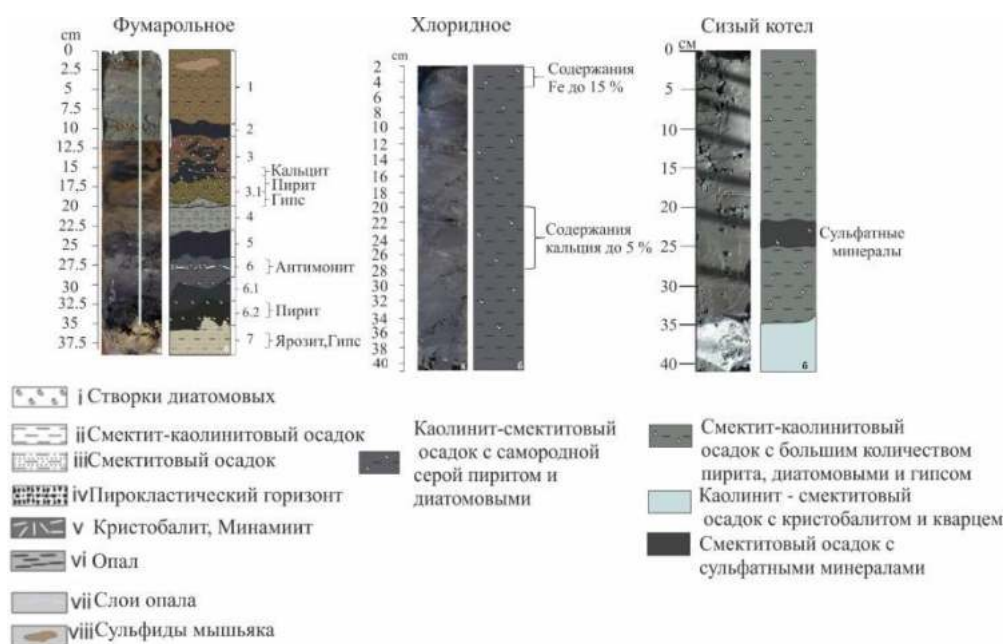 Фумарольное
cm
0
2.5
5
7.5
10
12.5
15
17.5
20
22.5
25
27.5
30
32.5
35
37.5
1
2
3
3.1
4
5
6
6.1
6.2
7
Кальцит
Пирит
Гипс
Антимонит
Пирит
Ярозит,Гипс
Хлоридное
cm
2
4
6
8
10
12
14
16
18
20
22
24
26
28
30
32
34
36
38
40
Содержания
Fe до 15 %
Содержания
кальция до 5 %
б
Сизый котел
см
0
5
10
15
20
25
30
35
40
Сульфатные
минералы
б
i Створки диатомовых
ii Смектит-каолинитовый осадок
iii Смектитовый осадок
iv Пирокластический горизонт
v Кристобалит, Минамиит
vi Опал
vii Слои опала
viii Сульфиды мышьяка
Каолинит-смектитовый
осадок с самородной
серой пиритом и
диатомовыми
Смектит-каолинитовый
осадок с большим количеством
пирита, диатомовыми и гипсом
Каолинит - смектитовый
осадок с кристобалитом и кварцем
Смектитовый осадок с
сульфатными минералами